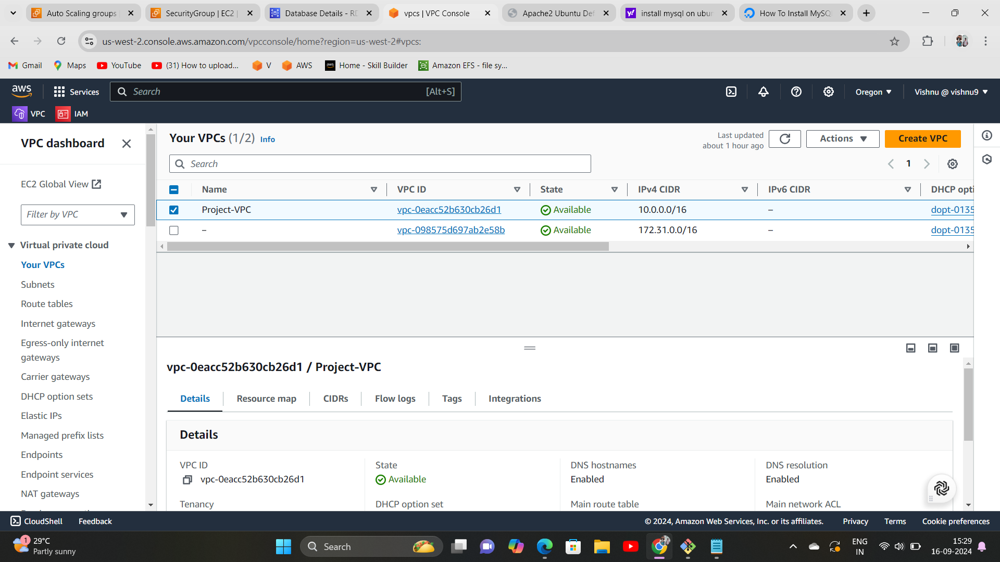 Auto Scaling groups
SecurityGroup | EC2 |
Database Details - RD
vpcs | VPC Console
Apache2 Ubuntu Def
install mysql on ubun
How To Install MySQL
us-west-2.console.aws.amazon.com/vpcconsole/home?region=us-west-2#vpcs:
Gmail
Maps
YouTube
(31) How to upload...
V
AWS
Home - Skill Builder
Amazon EFS - file sy...
aws
Services
Search
[Alt+S]
Oregon
Vishnu @ vishnu9
VPC
IAM
VPC dashboard
EC2 Global View
Filter by VPC
Virtual private cloud
Your VPCs
Subnets
Route tables
Internet gateways
Egress-only internet
gateways
Carrier gateways
DHCP option sets
Elastic IPs
Managed prefix lists
Endpoints
Endpoint services
NAT gateways
Your VPCs (1/2) Info
Last updated
about 1 hour ago
Actions
Create VPC
Search
1
Name VPC ID State IPv4 CIDR IPv6 CIDR DHCP opti
Project-VPC vpc-0eacc52b630cb26d1 Available 10.0.0.0/16 – dopt-0135
– vpc-098575d697ab2e58b Available 172.31.0.0/16 – dopt-0135
vpc-0eacc52b630cb26d1 / Project-VPC
Details Resource map CIDRs Flow logs Tags Integrations
Details
VPC ID
vpc-0eacc52b630cb26d1
State
Available
DNS hostnames
Enabled
DNS resolution
Enabled
Tenancy
DHCP option set
Main route table
Main network ACL
CloudShell Feedback
© 2024, Amazon Web Services, Inc. or its affiliates. Privacy Terms Cookie preferences
1
29°C
Partly sunny
Search
ENG
IN
15:29
16-09-2024